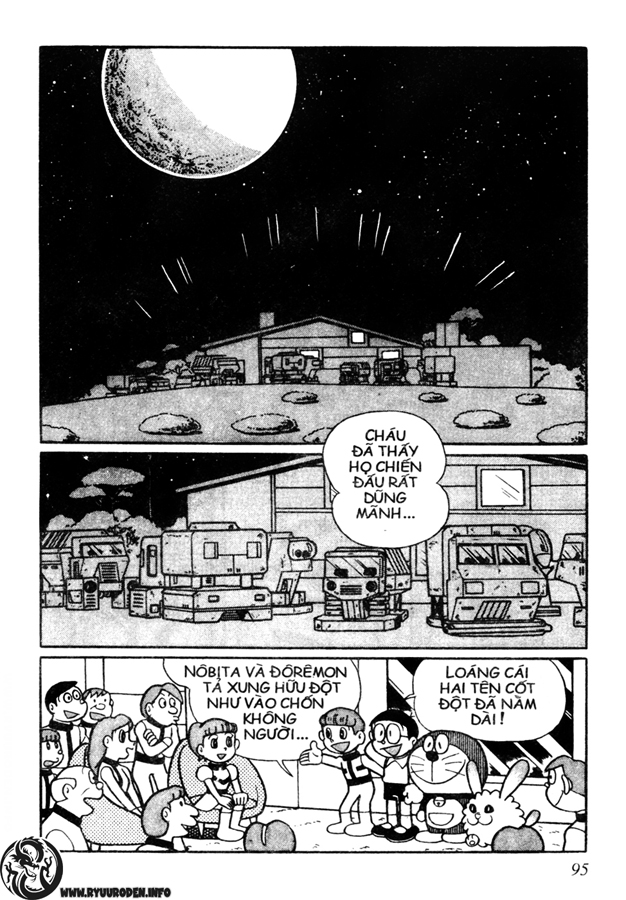 CHÁU
ĐÃ THẤY
HỌ CHIẾN
ĐẤU RẤT
DŨNG
MÃNH...
NÔBITA VÀ ĐÔRÊMON
TẢ XUNG HỮU ĐỘT
NHƯ VÀO CHỐN
KHÔNG
NGƯỜI...
LOÁNG CÁI
HAI TÊN CỐT
ĐỘT ĐÃ NẰM
DÀI!
95
WWW.RYUURODEN.INFO